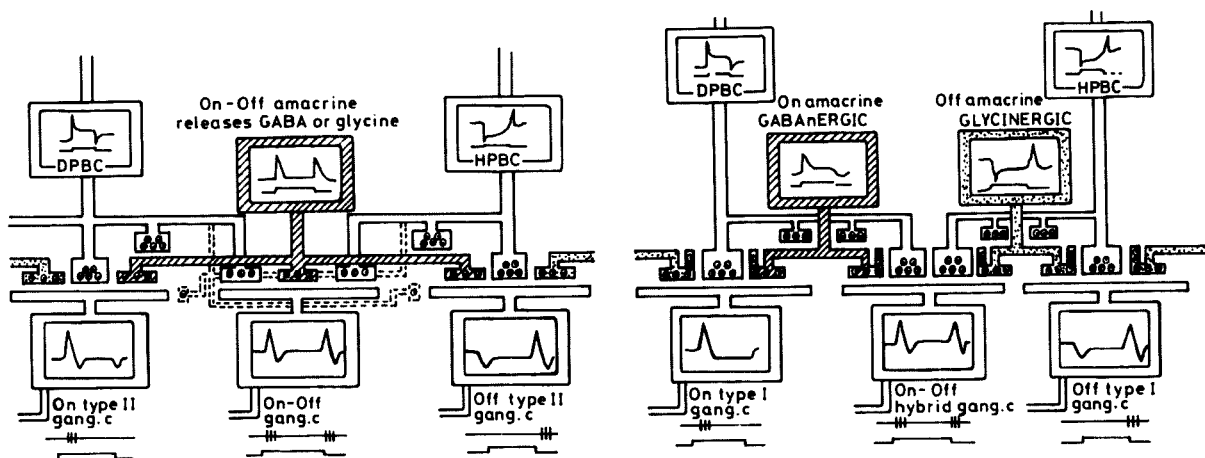 DPBC
On-Off amacrine
releases GABA or glycine
HPBC
On type II
gang.c
On-Off
gang.c
Off type II
gang.c
DPBC
On amacrine
GABAnERGIC
Off amacrine
GLYCINERGIC
HPBC
On type I
gang.c
On-Off
hybrid gang.c
Off type I
gang.c